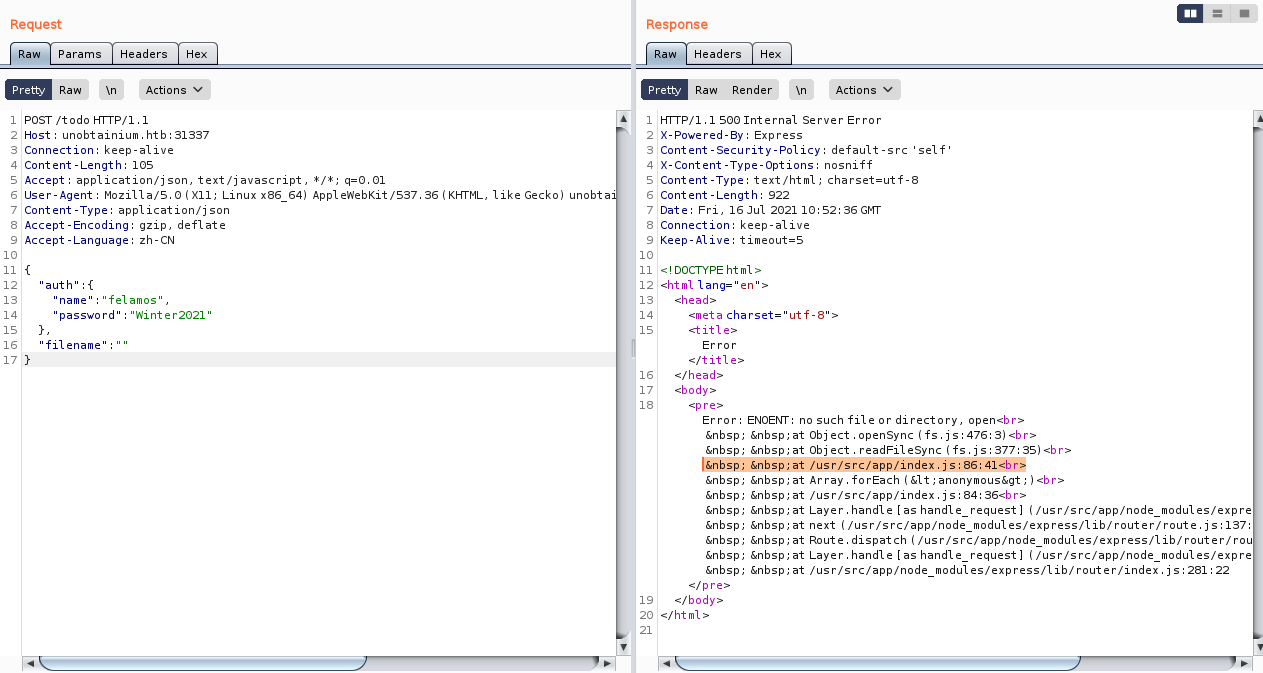 Request
Raw Params Headers Hex
Pretty Raw \n Actions
1 POST /todo HTTP/1.1
2 Host: unobtainium.htb:31337
3 Connection: keep-alive
4 Content-Length: 105
5 Accept: application/json, text/javascript, */*; q=0.01
6 User-Agent: Mozilla/5.0 (X11; Linux x86_64) AppleWebKit/537.36 (KHTML, like Gecko) unobtai
7 Content-Type: application/json
8 Accept-Encoding: gzip, deflate
9 Accept-Language: zh-CN
10
11 {
12 "auth":{
13 "name":"felamos",
14 "password":"Winter2021"
15 },
16 "filename":""
17 }
Response
Raw Headers Hex
Pretty Raw Render \n Actions
1 HTTP/1.1 500 Internal Server Error
2 X-Powered-By: Express
3 Content-Security-Policy: default-src 'self'
4 X-Content-Type-Options: nosniff
5 Content-Type: text/html; charset=utf-8
6 Content-Length: 922
7 Date: Fri, 16 Jul 2021 10:52:36 GMT
8 Connection: keep-alive
9 Keep-Alive: timeout=5
10
11 <!DOCTYPE html>
12 <html lang="en">
13 <head>
14 <meta charset="utf-8">
15 <title>
Error
</title>
16 </head>
17 <body>
18 <pre>
Error: ENOENT: no such file or directory, open<br>
&nbsp; &nbsp;at Object.openSync (fs.js:476:3)<br>
&nbsp; &nbsp;at Object.readFileSync (fs.js:377:35)<br>
&nbsp; &nbsp;at /usr/src/app/index.js:86:41<br>
&nbsp; &nbsp;at Array.forEach (&lt;anonymous&gt;)<br>
&nbsp; &nbsp;at /usr/src/app/index.js:84:36<br>
&nbsp; &nbsp;at Layer.handle [as handle_request] (/usr/src/app/node_modules/expre
&nbsp; &nbsp;at next (/usr/src/app/node_modules/express/lib/router/route.js:137:
&nbsp; &nbsp;at Route.dispatch (/usr/src/app/node_modules/express/lib/router/rou
&nbsp; &nbsp;at Layer.handle [as handle_request] (/usr/src/app/node_modules/expre
&nbsp; &nbsp;at /usr/src/app/node_modules/express/lib/router/index.js:281:22
</pre>
19 </body>
20 </html>
21